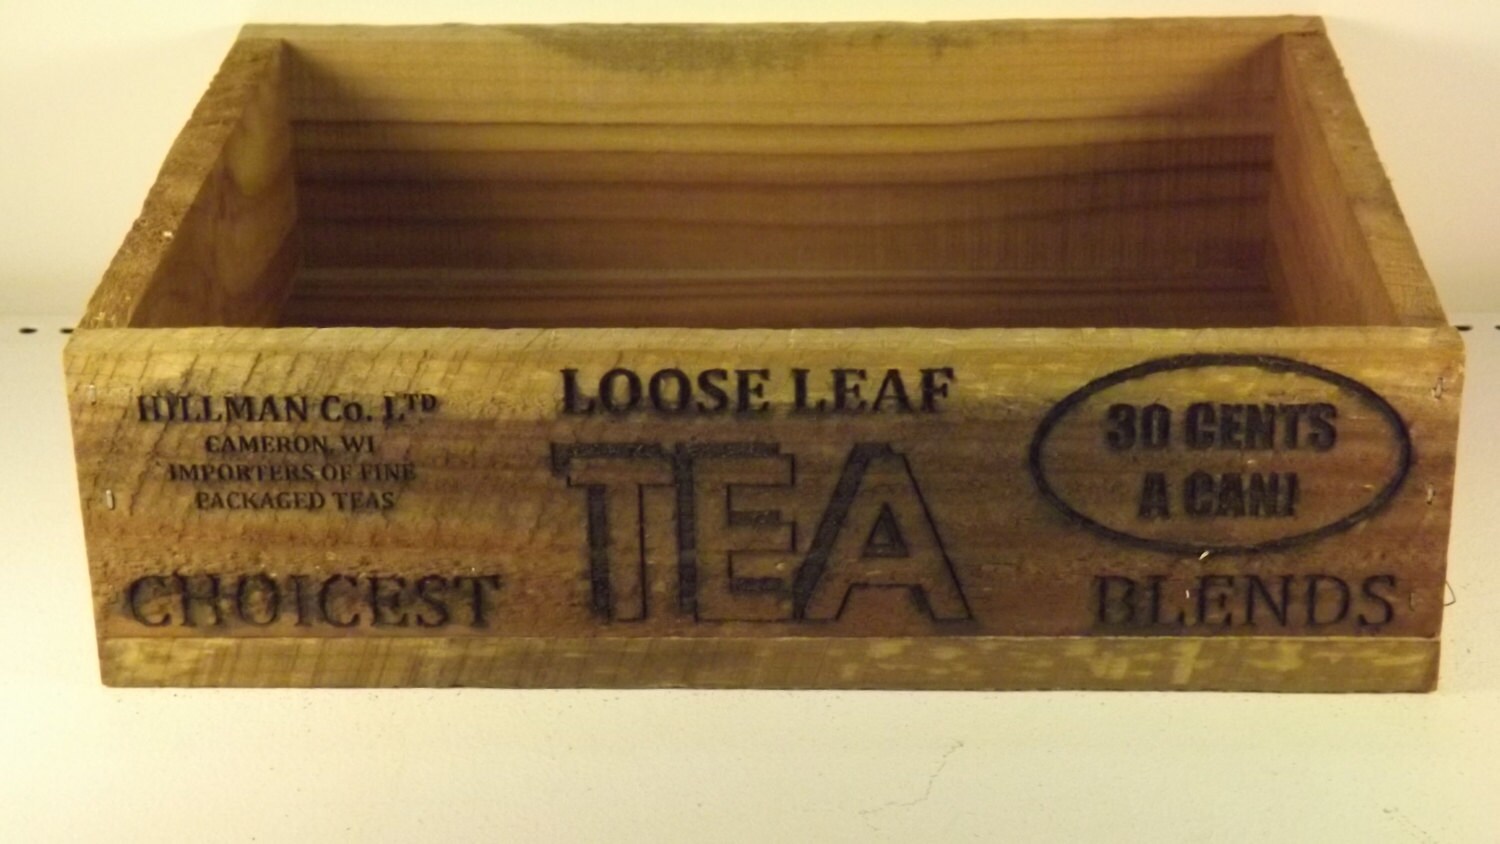 HILLMAN Co. LTD
CAMERON, WI
IMPORTERS OF FINE
PACKAGED TEAS
CHOICEST
LOOSE LEAF
TEA
30 CENTS
A CAN!
BLENDS